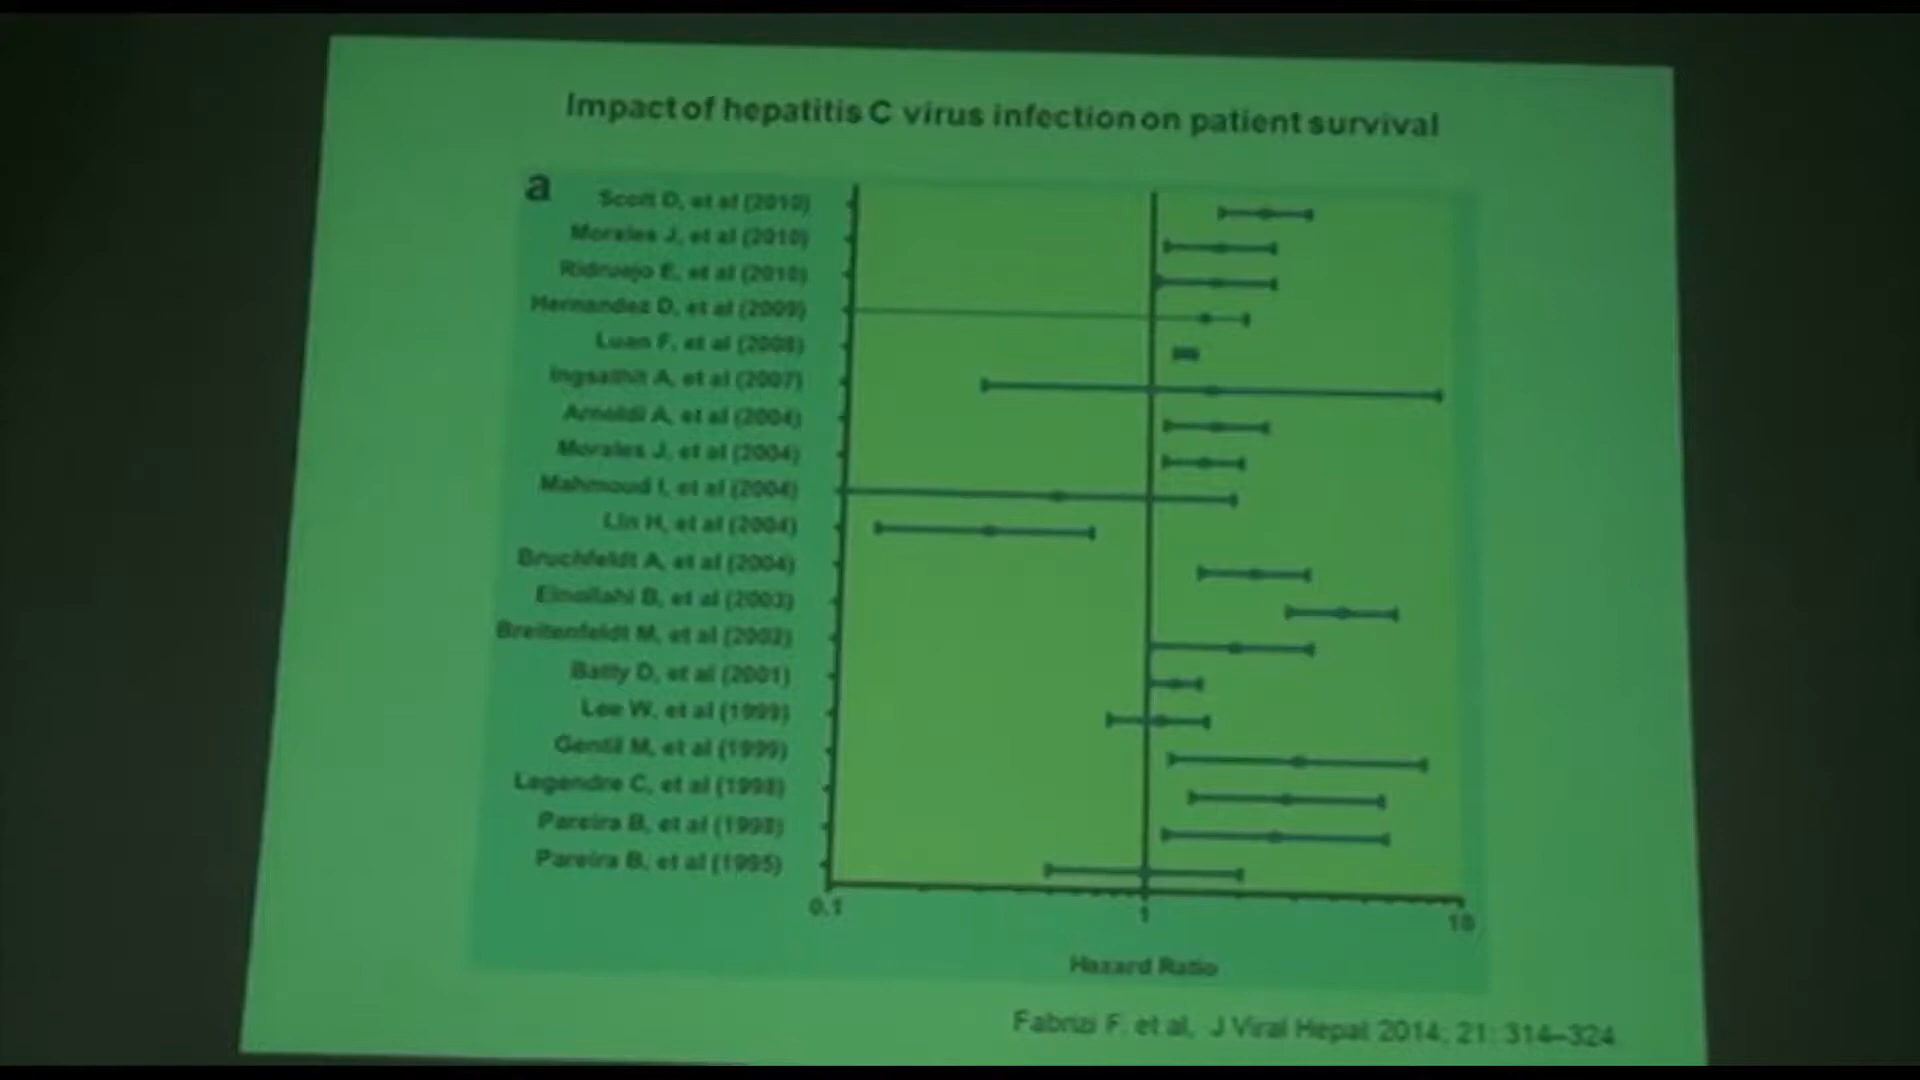 Impact of hepatitis C virus infection on patient survival
a
Scott D, et al (2010)
Morales J, et al (2010)
Ridruejo E, et al (2010)
Hernandez D, et al (2009)
Luan F, et al (2008)
Ingsathit A, et al (2007)
Arnoldi A, et al (2004)
Morales J, et al (2004)
Mahmoud I, et al (2004)
Lin H, et al (2004)
Bruchfeldt A, et al (2004)
Einollahi B, et al (2003)
Breitenfeldt M, et al (2002)
Batty D, et al (2001)
Lee W, et al (1999)
Gentil M, et al (1999)
Legendre C, et al (1998)
Pareira B, et al (1998)
Pareira B, et al (1995)
0.1 1 10
Hazard Ratio
Fabrizi F. et al, J Viral Hepat 2014; 21: 314–324